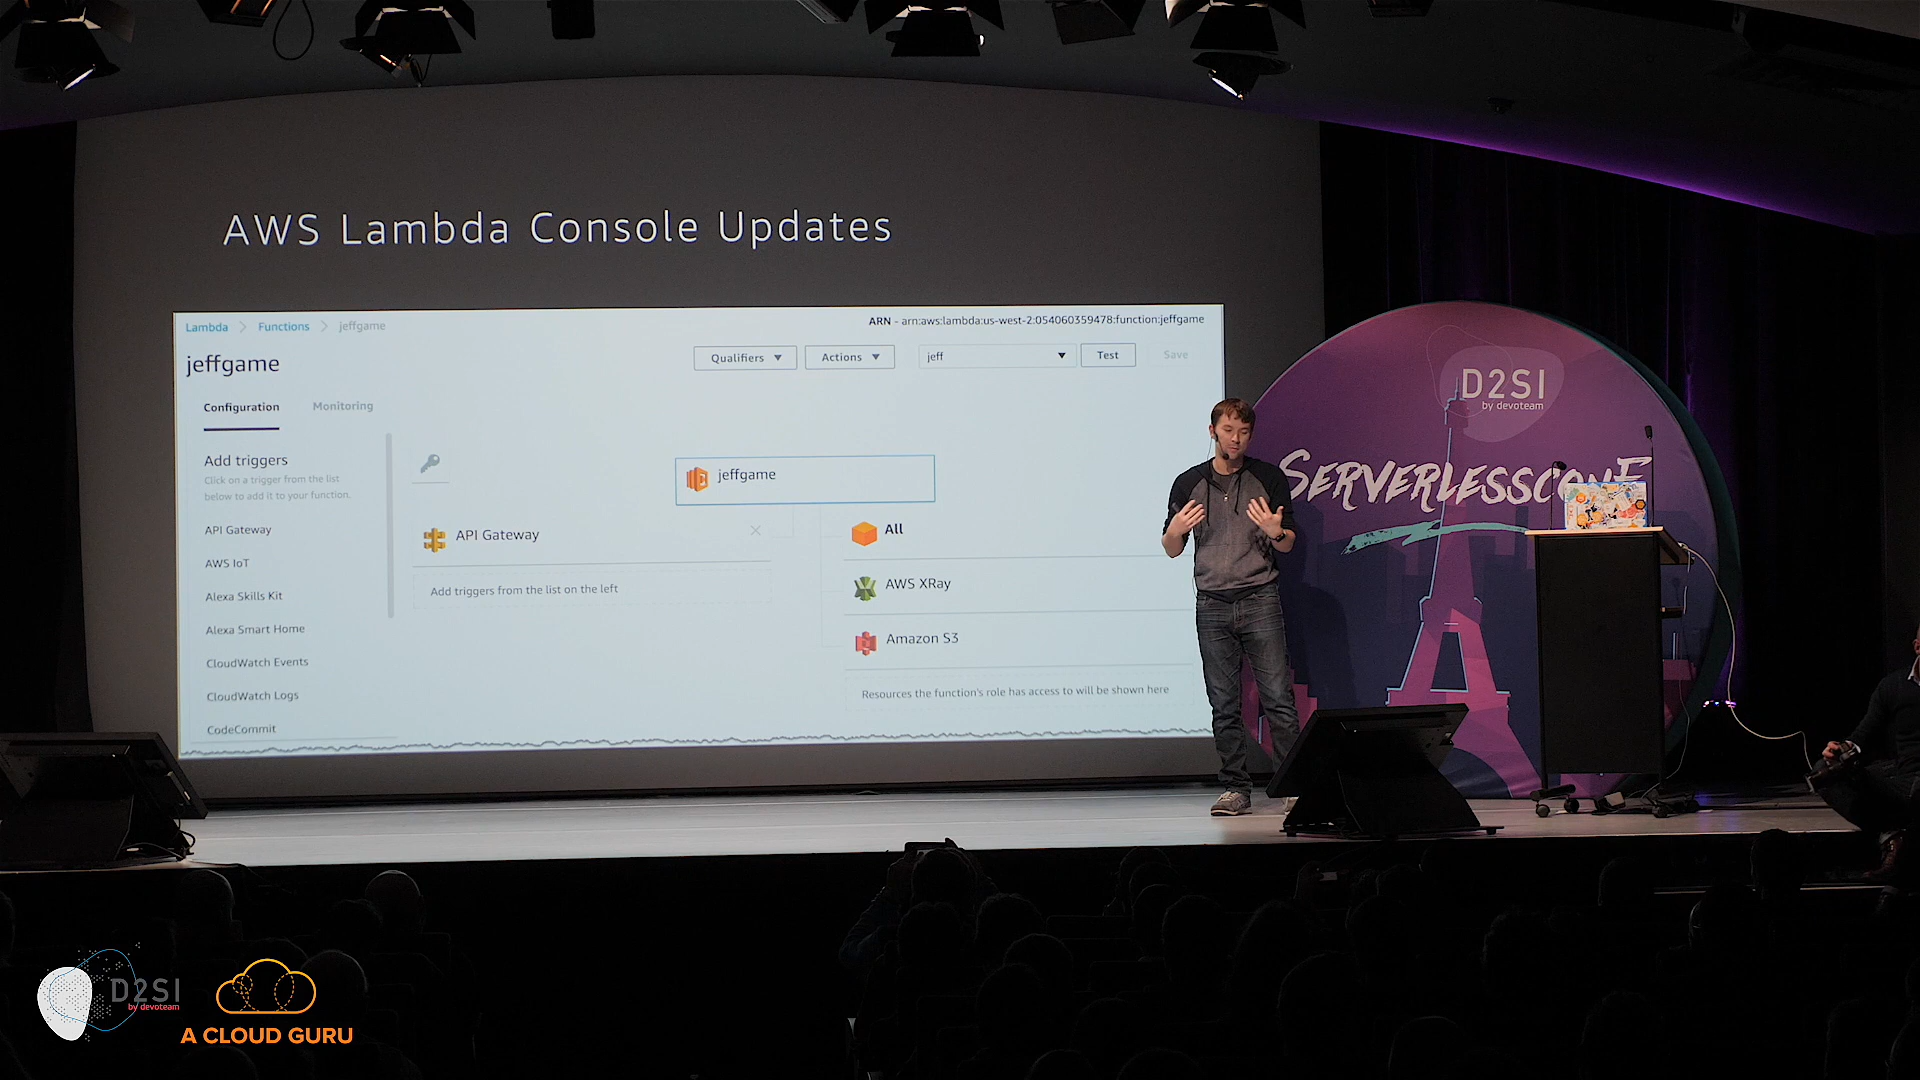 AWS Lambda Console Updates
Lambda > Functions > jeffgame
ARN - arn:aws:lambda:us-west-2:054060359478:function:jeffgame
jeffgame
Qualifiers
Actions
jeff
Test
Save
Configuration
Monitoring
Add triggers
Click on a trigger from the list
below to add it to your function.
API Gateway
AWS IoT
Alexa Skills Kit
Alexa Smart Home
CloudWatch Events
CloudWatch Logs
CodeCommit
jeffgame
API Gateway
Add triggers from the list on the left
All
AWS XRay
Amazon S3
Resources the function's role has access to will be shown here
D2SI
by devoteam
D2SI
by devoteam
A CLOUD GURU